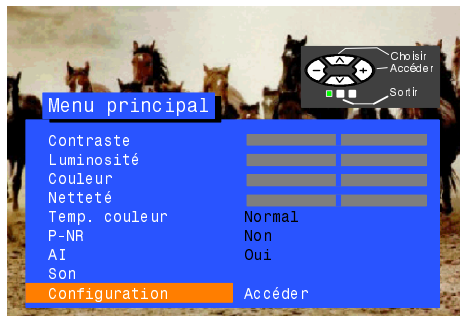 Choisir
Accéder
Sortir
Menu principal
Contraste
Luminosité
Couleur
Netteté
Temp. couleur Normal
P-NR Non
AI Oui
Son
Configuration Accéder